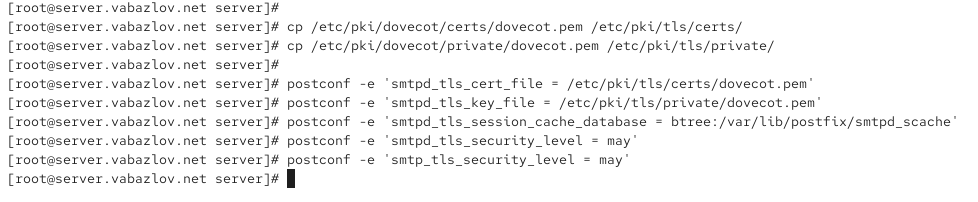 [root@server.vabazlov.net server]#
[root@server.vabazlov.net server]# cp /etc/pki/dovecot/certs/dovecot.pem /etc/pki/tls/certs/
[root@server.vabazlov.net server]# cp /etc/pki/dovecot/private/dovecot.pem /etc/pki/tls/private/
[root@server.vabazlov.net server]#
[root@server.vabazlov.net server]# postconf -e 'smtpd_tls_cert_file = /etc/pki/tls/certs/dovecot.pem'
[root@server.vabazlov.net server]# postconf -e 'smtpd_tls_key_file = /etc/pki/tls/private/dovecot.pem'
[root@server.vabazlov.net server]# postconf -e 'smtpd_tls_session_cache_database = btree:/var/lib/postfix/smtpd_scache'
[root@server.vabazlov.net server]# postconf -e 'smtpd_tls_security_level = may'
[root@server.vabazlov.net server]# postconf -e 'smtp_tls_security_level = may'
[root@server.vabazlov.net server]#